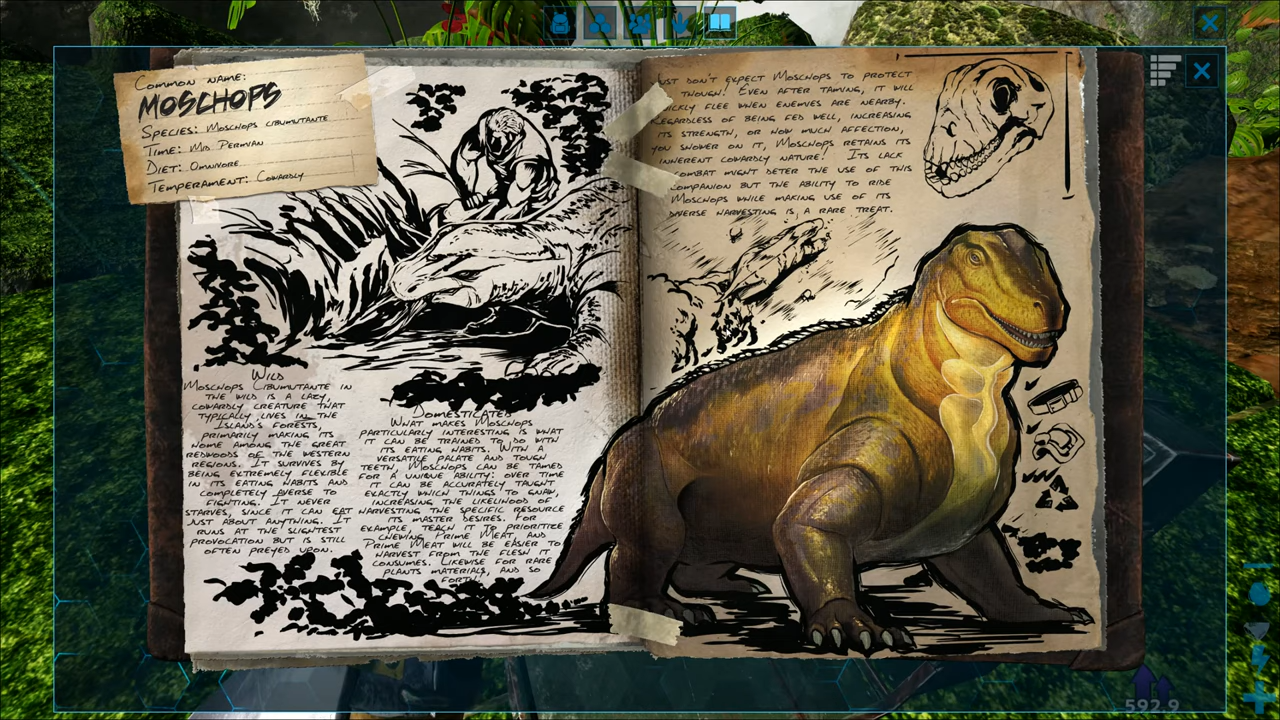 Common name:
Moschops
Species: Moschops cibumutante
Time: Mid Permian
Diet: Omnivore
Temperament: Cowardly
Wild
Moschops Cibumutante in
the wild is a lazy,
cowardly creature that
typically lives in the
Island's forests,
primarily making its
home among the great
redwoods of the western
regions. It survives by
being extremely flexible
in its eating habits and
completely averse to
fighting. It never
starves, since it can eat
just about anything. It
runs at the slightest
provocation but is still
often preyed upon.
Domesticated
What makes Moschops
particularly interesting is what
it can be trained to do with
its eating habits. With a
versatile palate and tough
teeth, Moschops can be tamed
for a unique ability: over time
it can be accurately taught
exactly which things to gnaw,
increasing the likelihood of
harvesting the specific resource
its master desires. For
example, teach it to prioritize
chewing Prime Meat, and
Prime Meat will be easier to
harvest from the flesh it
consumes. Likewise for rare
plants materials, and so
forth.
Just don't expect Moschops to protect
though! Even after taming, it will
quickly flee when enemies are nearby.
Regardless of being fed well, increasing
its strength, or how much affection,
you shower on it, Moschops retains its
inherent cowardly nature! Its lack
combat might deter the use of this
companion but the ability to ride
Moschops while making use of its
diverse harvesting is a rare treat.
592.9